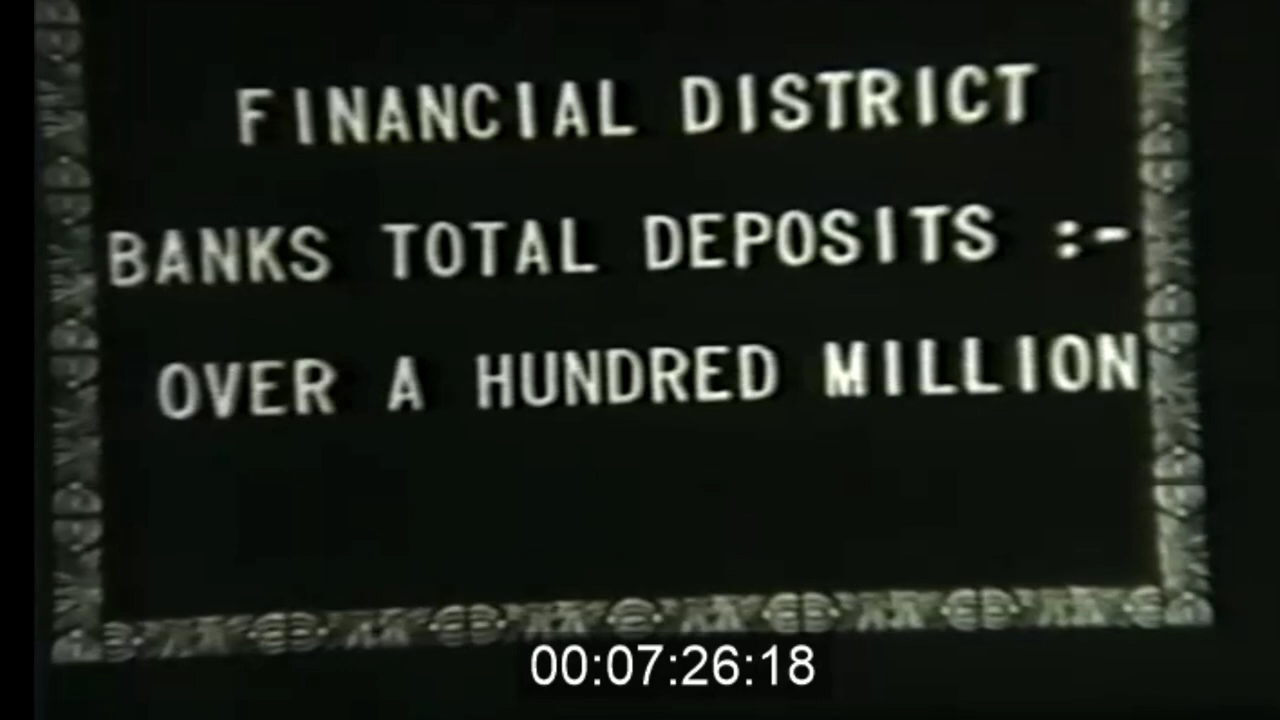 FINANCIAL DISTRICT
BANKS TOTAL DEPOSITS :-
OVER A HUNDRED MILLION
00:07:26:18